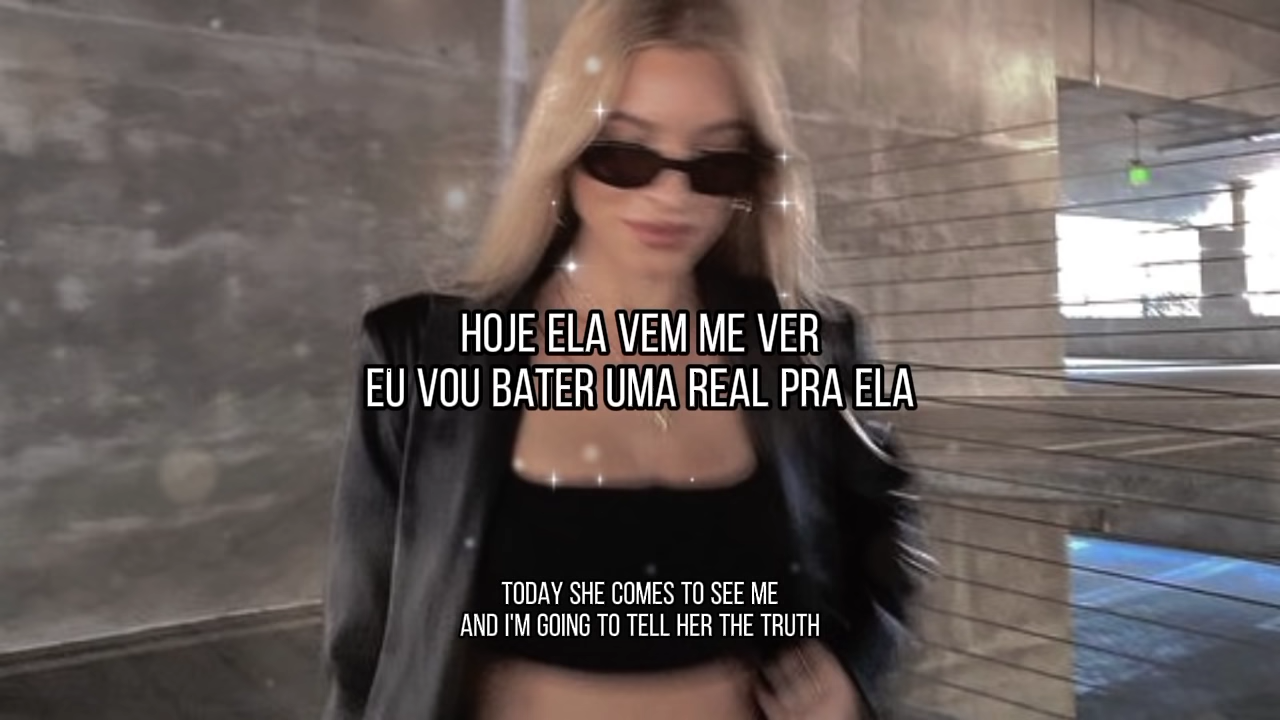 HOJE ELA VEM ME VER
EU VOU BATER UMA REAL PRA ELA
TODAY SHE COMES TO SEE ME
AND I'M GOING TO TELL HER THE TRUTH